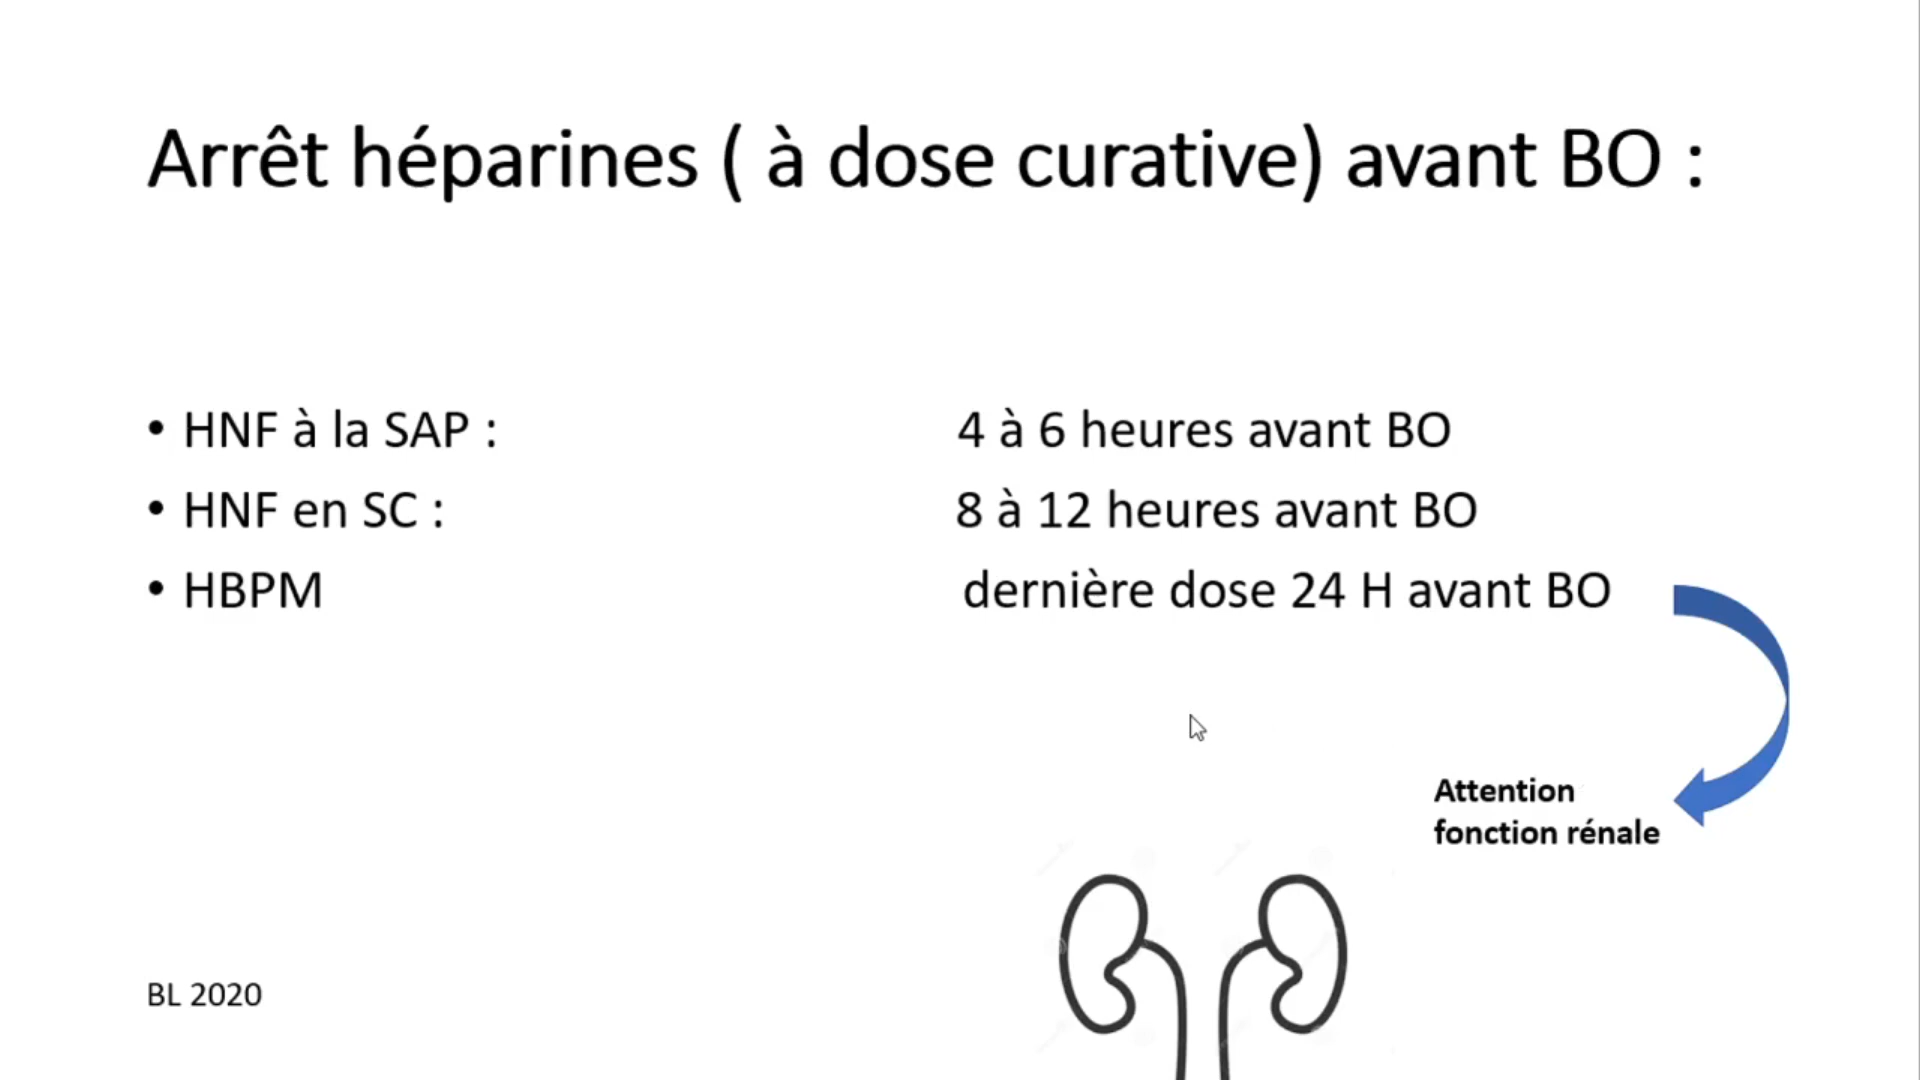 Arrêt héparines ( à dose curative) avant BO :
• HNF à la SAP : 4 à 6 heures avant BO
• HNF en SC : 8 à 12 heures avant BO
• HBPM dernière dose 24 H avant BO
Attention
fonction rénale
BL 2020